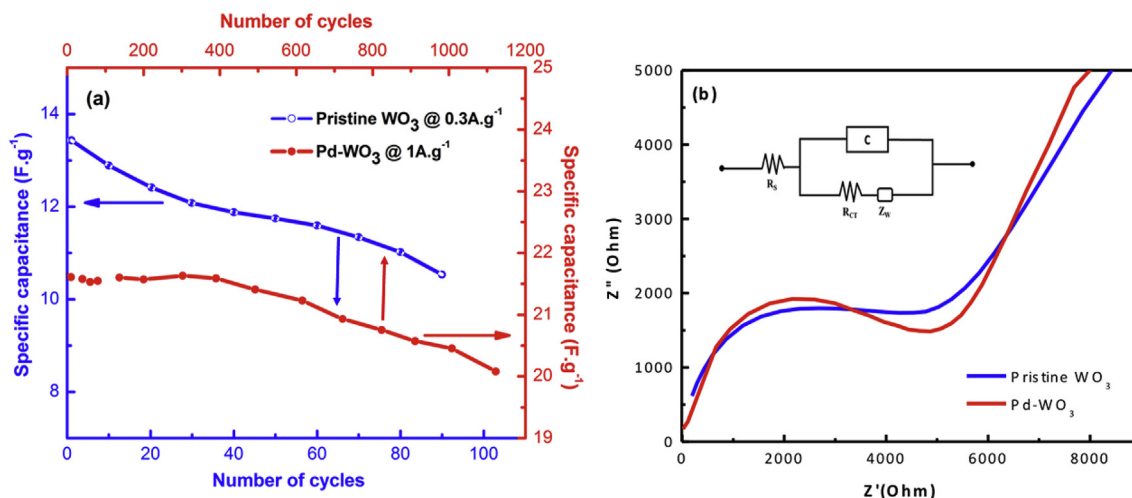 Number of cycles
0 200 400 600 800 1000 1200
(a)
Pristine WO3 @ 0.3A.g-1
Pd-WO3 @ 1A.g-1
Specific capacitance (F.g-1)
14
12
10
8
Specific capacitance (F.g-1)
25
24
23
22
21
20
19
0 20 40 60 80 100
Number of cycles
(b)
C
RS
RCT
ZW
Z" (Ohm)
5000
4000
3000
2000
1000
0
Pristine WO3
Pd-WO3
0 2000 4000 6000 8000
Z'(Ohm)